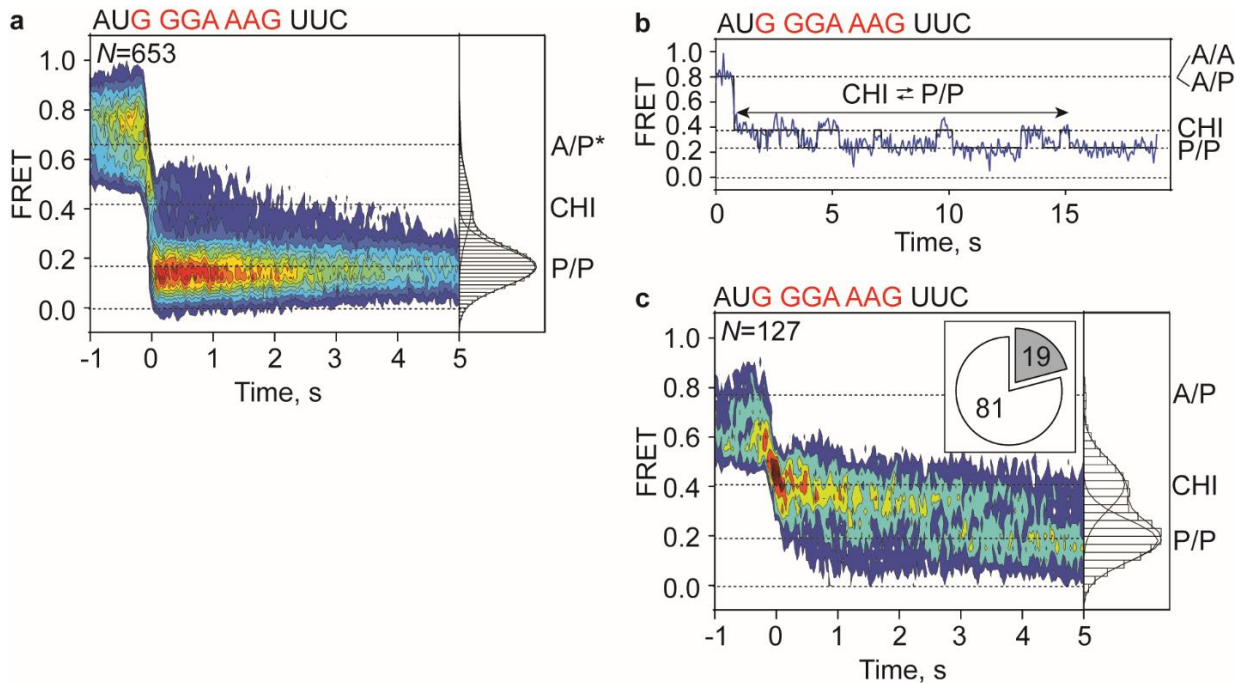 a
AUG GGA AAG UUC
N=653
FRET
1.0
0.8
0.6
0.4
0.2
0.0
A/P*
CHI
P/P
-1 0 1 2 3 4 5
Time, s
b
AUG GGA AAG UUC
FRET
1.0
0.8
0.6
0.4
0.2
0.0
CHI ⇄ P/P
A/A
A/P
CHI
P/P
0 5 10 15
Time, s
c
AUG GGA AAG UUC
N=127
FRET
1.0
0.8
0.6
0.4
0.2
0.0
19
81
A/P
CHI
P/P
-1 0 1 2 3 4 5
Time, s